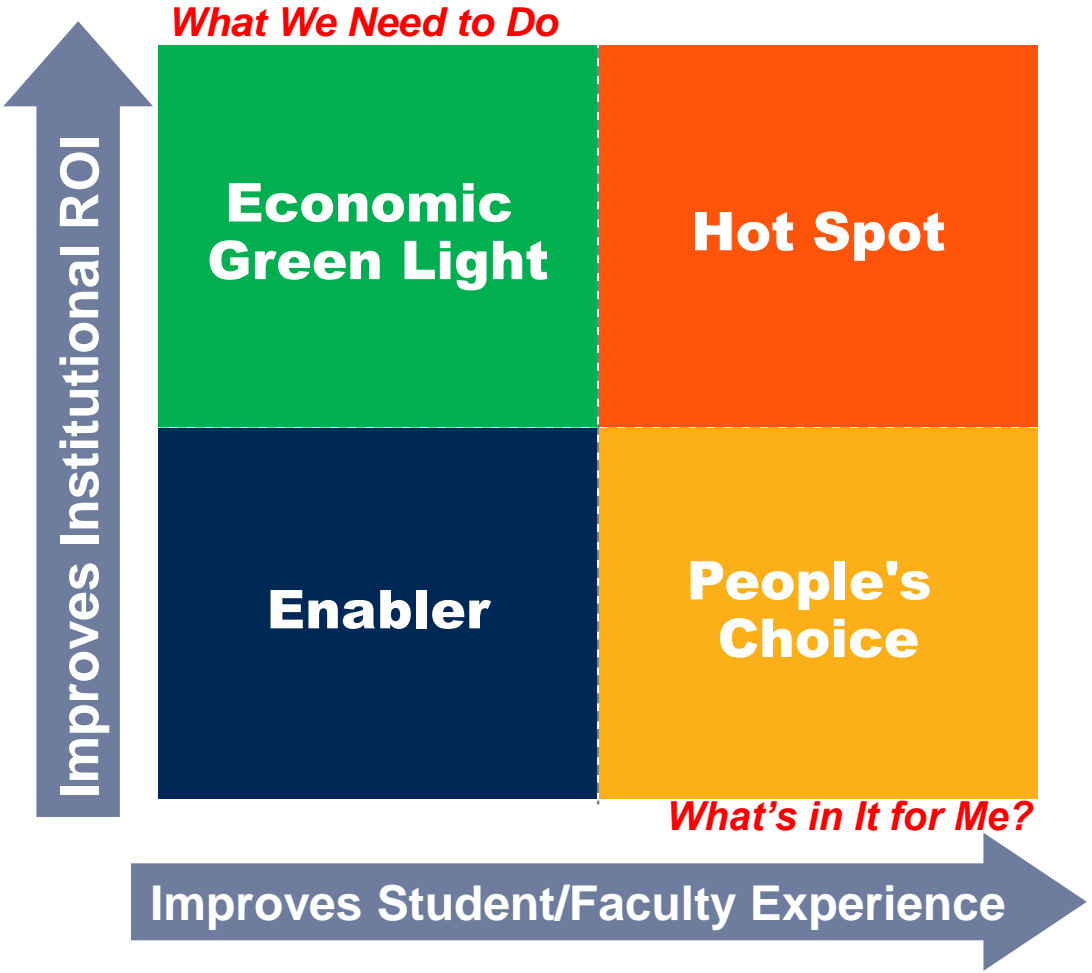 What We Need to Do
Improves Institutional ROI
Economic
Green Light
Hot Spot
Enabler
People's
Choice
What’s in It for Me?
Improves Student/Faculty Experience